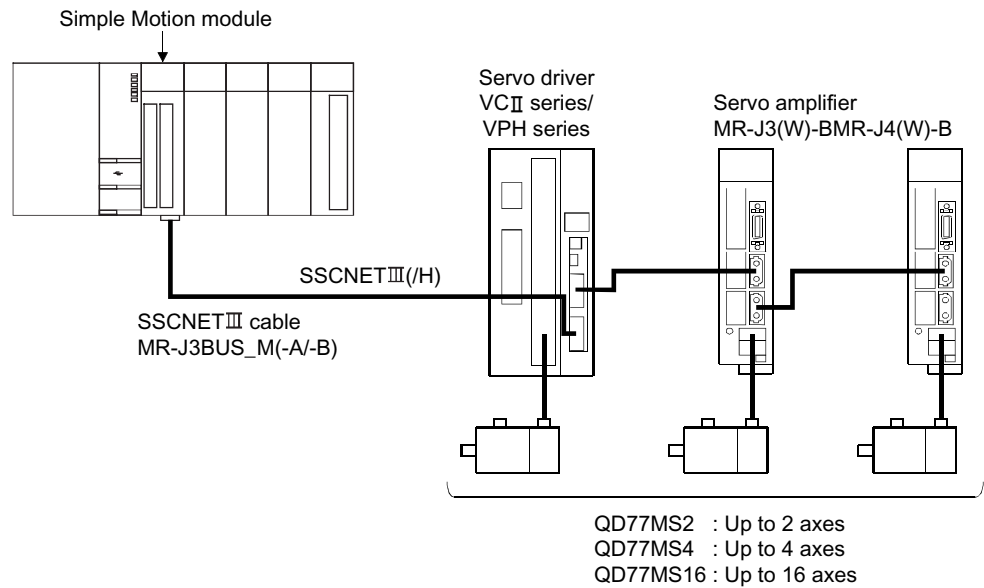 Simple Motion module
Servo driver
VCⅡ series/
VPH series
Servo amplifier
MR-J3(W)-BMR-J4(W)-B
SSCNETⅢ(/H)
SSCNETⅢ cable
MR-J3BUS_M(-A/-B)
QD77MS2 : Up to 2 axes
QD77MS4 : Up to 4 axes
QD77MS16 : Up to 16 axes